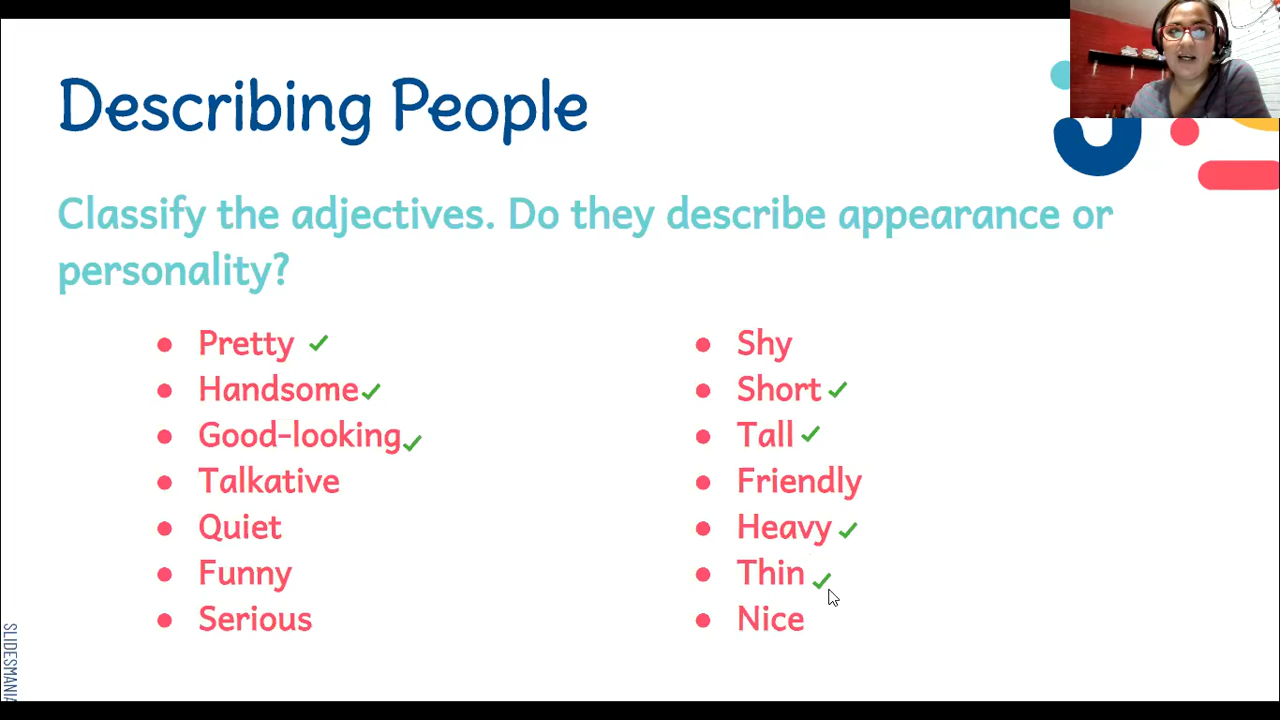 Describing People
Classify the adjectives. Do they describe appearance or
personality?
Pretty
Handsome
Good-looking
Talkative
Quiet
Funny
Serious
Shy
Short
Tall
Friendly
Heavy
Thin
Nice